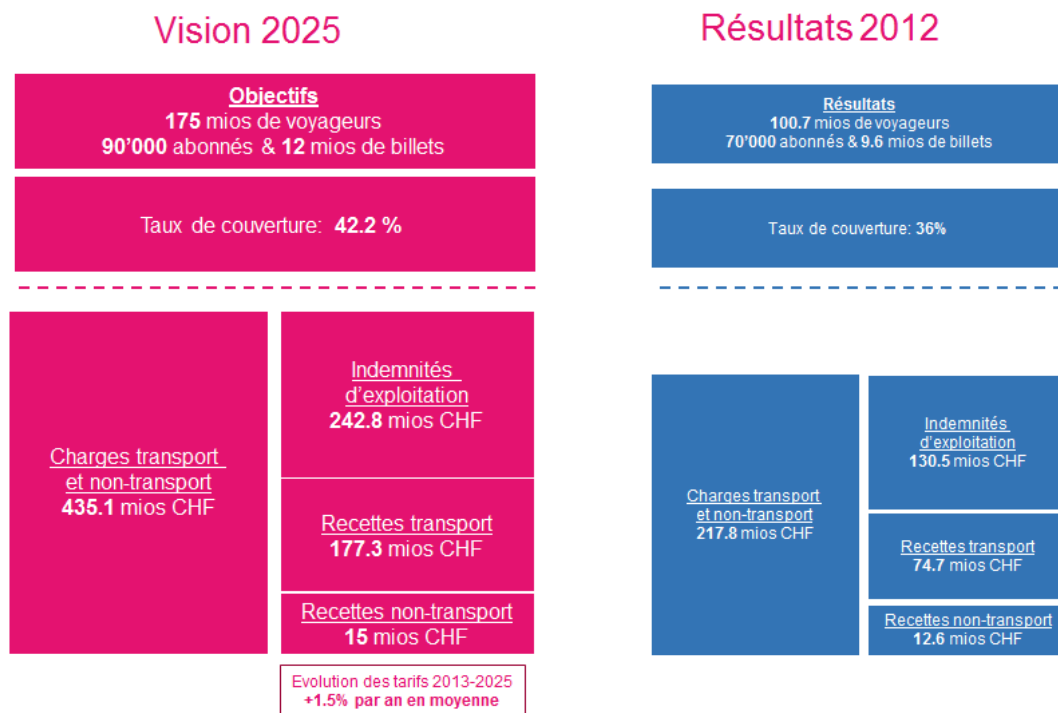 Vision 2025
Objectifs
175 mios de voyageurs
90’000 abonnés & 12 mios de billets
Taux de couverture: 42.2 %
Charges transport
et non-transport
435.1 mios CHF
Indemnités
d’exploitation
242.8 mios CHF
Recettes transport
177.3 mios CHF
Recettes non-transport
15 mios CHF
Evolution des tarifs 2013-2025
+1.5% par an en moyenne
Résultats 2012
Résultats
100.7 mios de voyageurs
70’000 abonnés & 9.6 mios de billets
Taux de couverture: 36%
Charges transport
et non-transport
217.8 mios CHF
Indemnités
d’exploitation
130.5 mios CHF
Recettes transport
74.7 mios CHF
Recettes non-transport
12.6 mios CHF